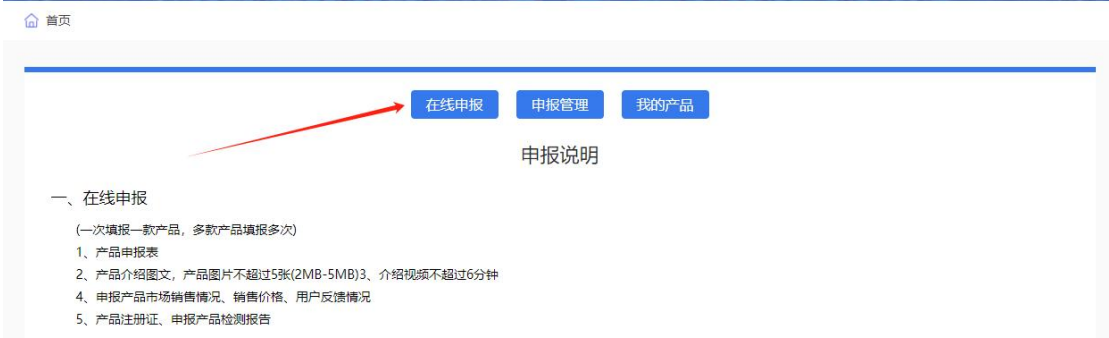 首页
在线申报 申报管理 我的产品
申报说明
一、在线申报
(一次填报一款产品，多款产品填报多次)
1、产品申报表
2、产品介绍图文，产品图片不超过5张(2MB-5MB)3、介绍视频不超过6分钟
4、申报产品市场销售情况、销售价格、用户反馈情况
5、产品注册证、申报产品检测报告